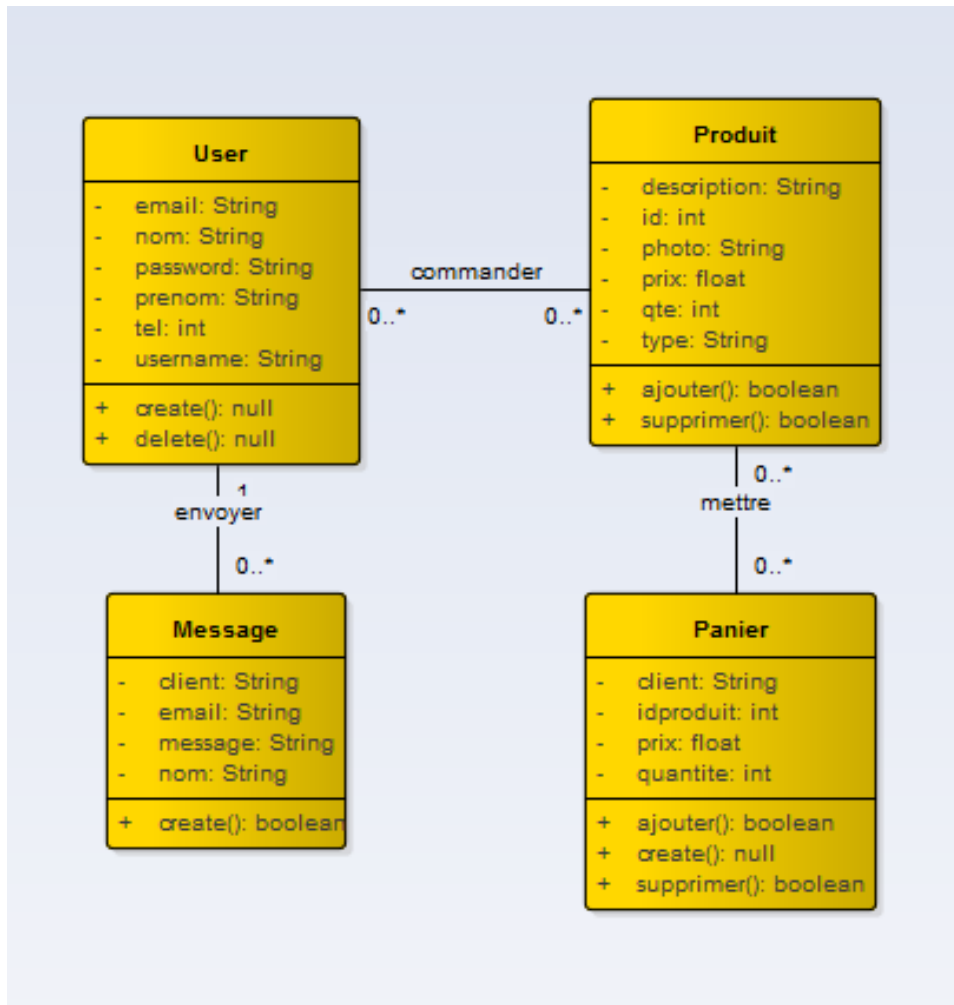 User
- email: String
- nom: String
- password: String
- prenom: String
- tel: int
- username: String
+ create(): null
+ delete(): null
commander
0..*
0..*
Produit
- description: String
- id: int
- photo: String
- prix: float
- qte: int
- type: String
+ ajouter(): boolean
+ supprimer(): boolean
1
envoyer
0..*
0..*
mettre
0..*
Message
- client: String
- email: String
- message: String
- nom: String
+ create(): boolean
Panier
- client: String
- idproduit: int
- prix: float
- quantite: int
+ ajouter(): boolean
+ create(): null
+ supprimer(): boolean